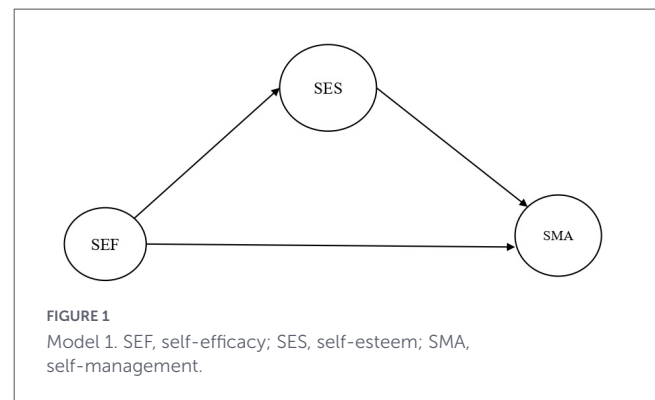 SES
SEF
SMA
FIGURE 1
Model 1. SEF, self-efficacy; SES, self-esteem; SMA,
self-management.